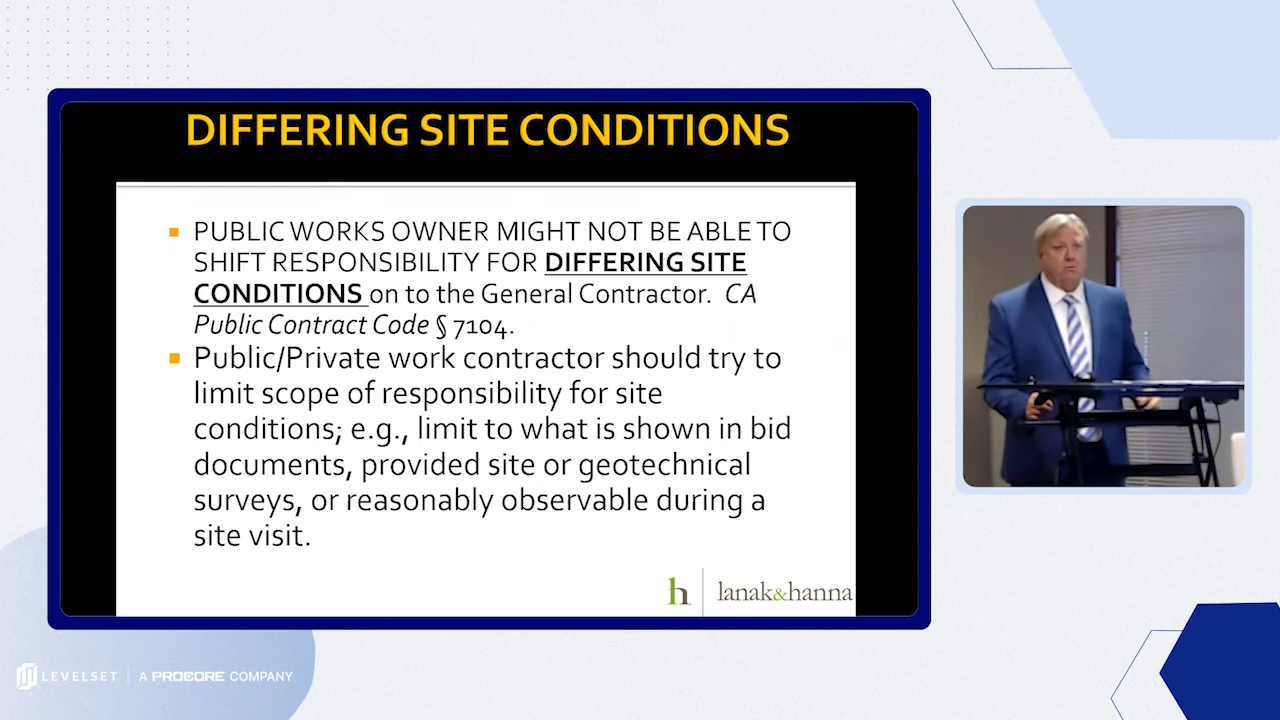 DIFFERING SITE CONDITIONS
PUBLIC WORKS OWNER MIGHT NOT BE ABLE TO
SHIFT RESPONSIBILITY FOR DIFFERING SITE
CONDITIONS on to the General Contractor. CA
Public Contract Code § 7104.
Public/Private work contractor should try to
limit scope of responsibility for site
conditions; e.g., limit to what is shown in bid
documents, provided site or geotechnical
surveys, or reasonably observable during a
site visit.
h lanak&hanna
LEVELSET | A PROCORE COMPANY